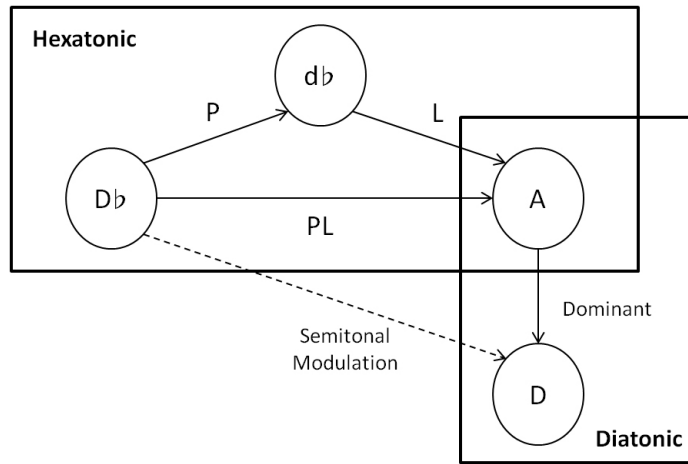 Hexatonic
d♭
P
L
D♭
A
PL
Dominant
Semitonal
Modulation
D
Diatonic